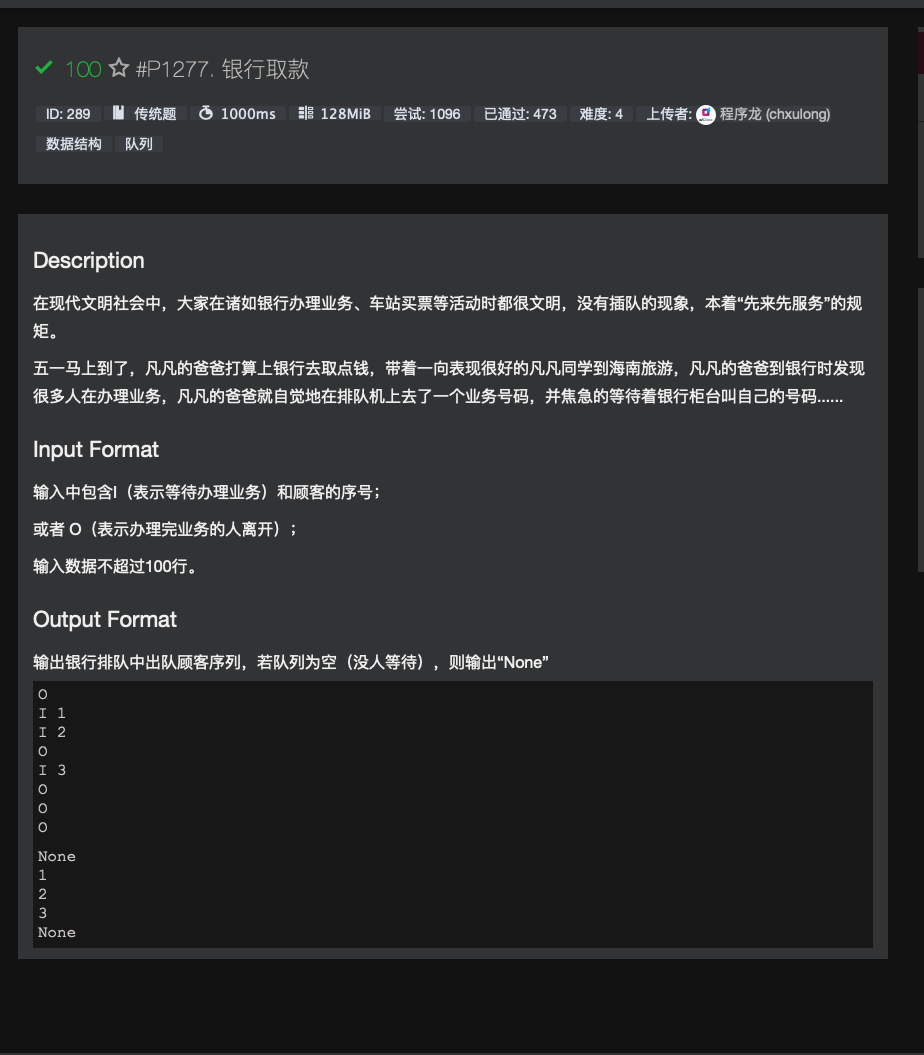 100 #P1277. 银行取款
ID: 289 传统题 1000ms 128MiB 尝试: 1096 已通过: 473 难度: 4 上传者: 程序龙 (chxulong)
数据结构 队列
Description
在现代文明社会中，大家在诸如银行办理业务、车站买票等活动时都很文明，没有插队的现象，本着“先来先服务”的规
矩。
五一马上到了，凡凡的爸爸打算上银行去取点钱，带着一向表现很好的凡凡同学到海南旅游，凡凡的爸爸到银行时发现
很多人在办理业务，凡凡的爸爸就自觉地在排队机上去了一个业务号码，并焦急的等待着银行柜台叫自己的号码……
Input Format
输入中包含I（表示等待办理业务）和顾客的序号；
或者 O（表示办理完业务的人离开）；
输入数据不超过100行。
Output Format
输出银行排队中出队顾客序列，若队列为空（没人等待），则输出“None”
O
I 1
I 2
O
I 3
O
O
O
None
1
2
3
None